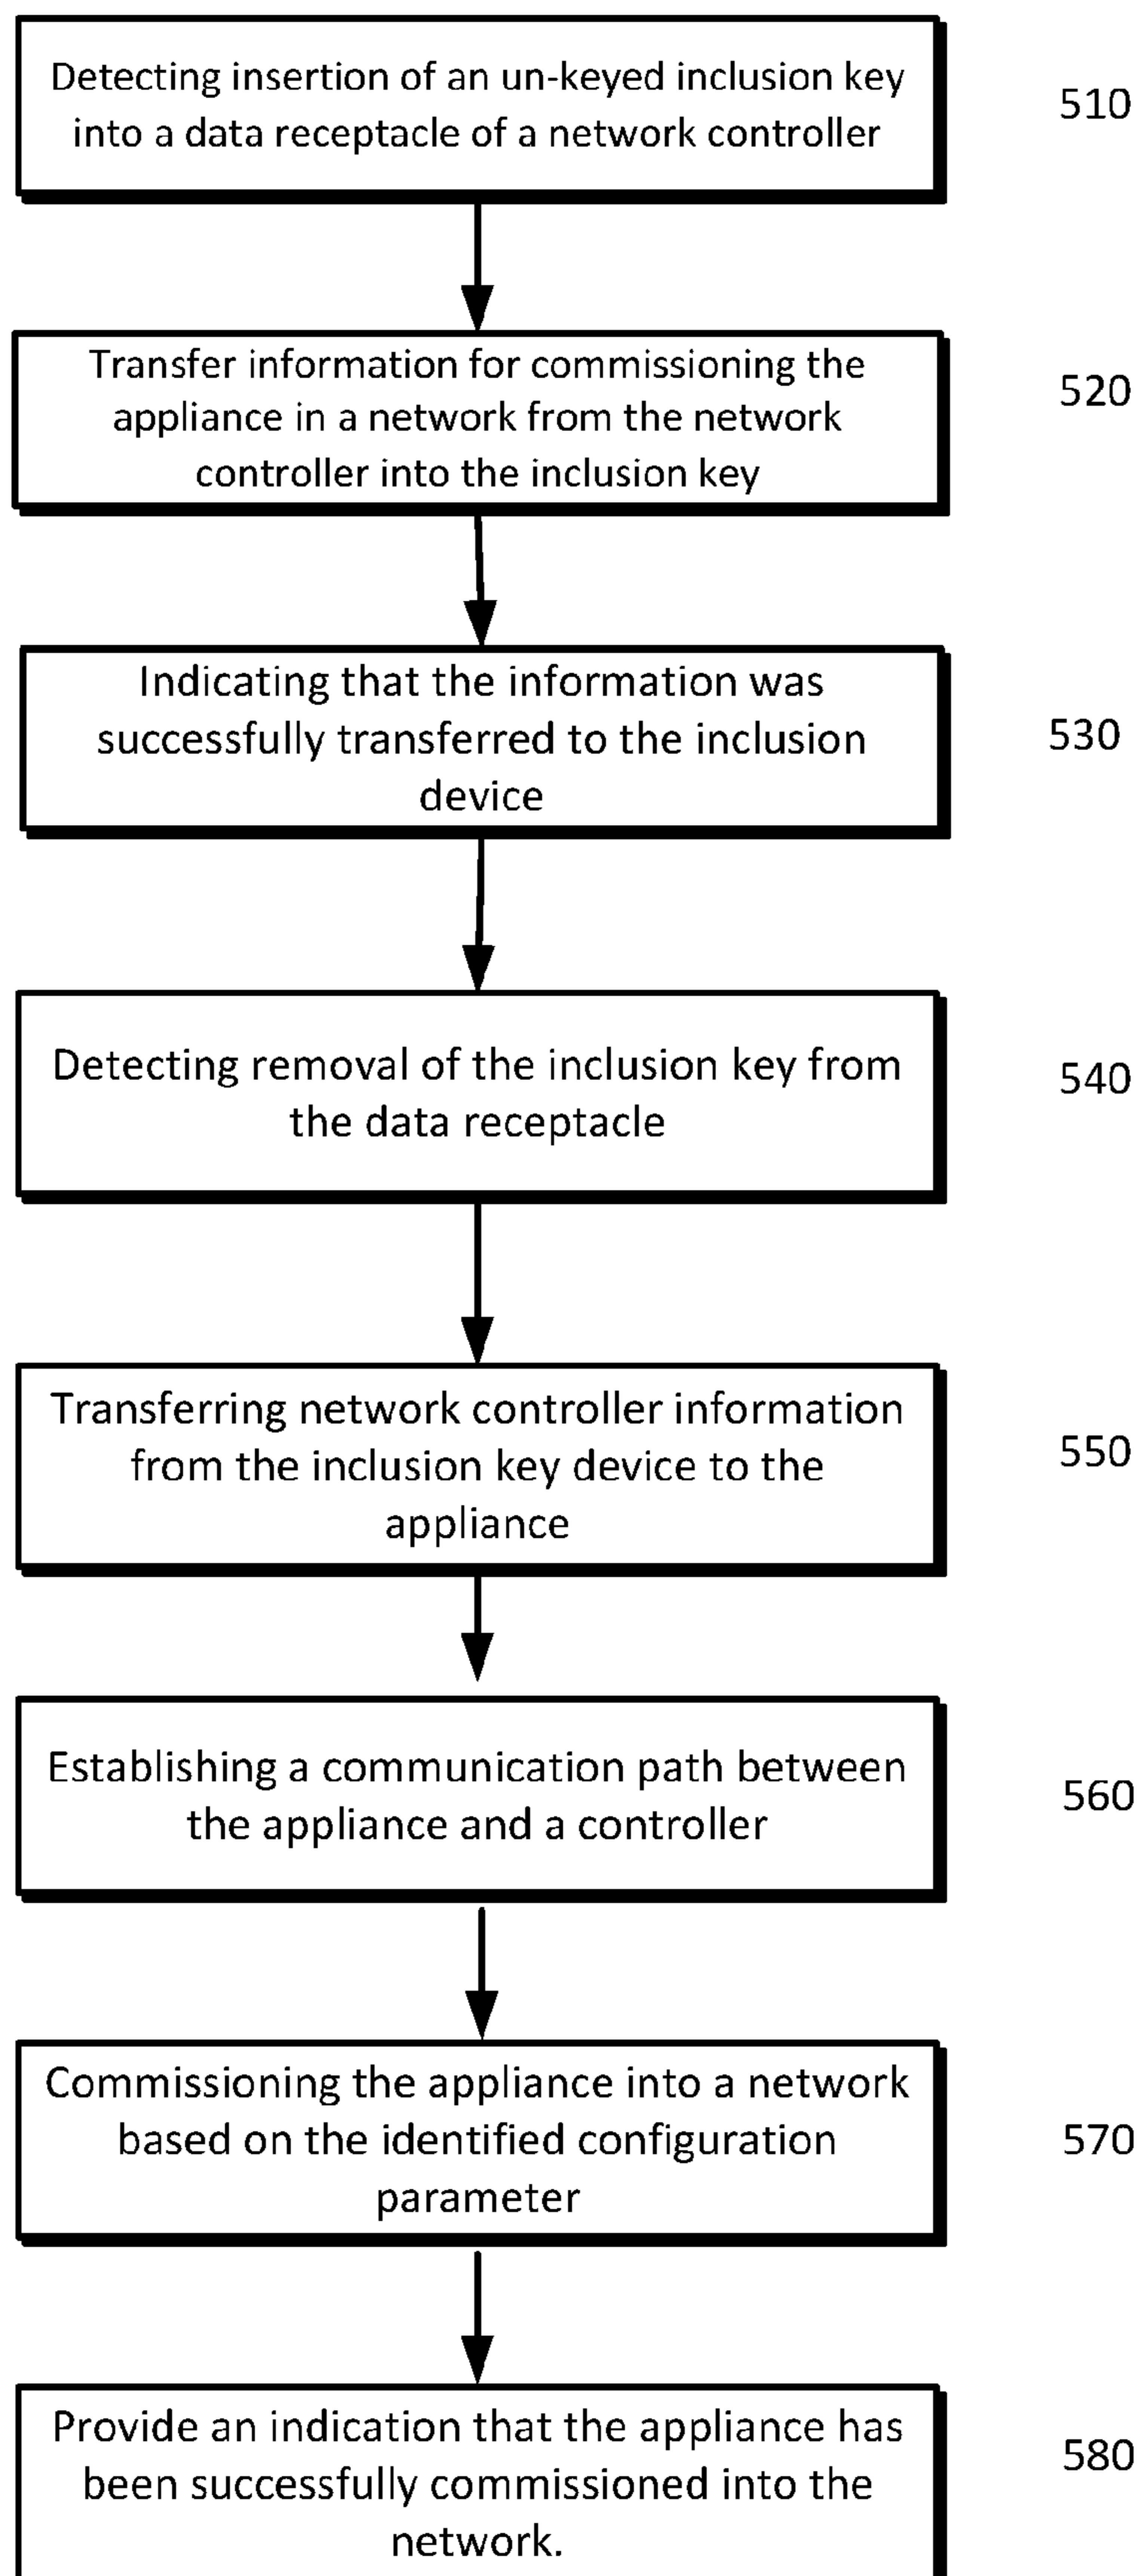 Detecting insertion of an un-keyed inclusion key
into a data receptacle of a network controller
510
Transfer information for commissioning the
appliance in a network from the network
controller into the inclusion key
520
Indicating that the information was
successfully transferred to the inclusion
device
530
Detecting removal of the inclusion key from
the data receptacle
540
Transferring network controller information
from the inclusion key device to the
appliance
550
Establishing a communication path between
the appliance and a controller
560
Commissioning the appliance into a network
based on the identified configuration
parameter
570
Provide an indication that the appliance has
been successfully commissioned into the
network.
580